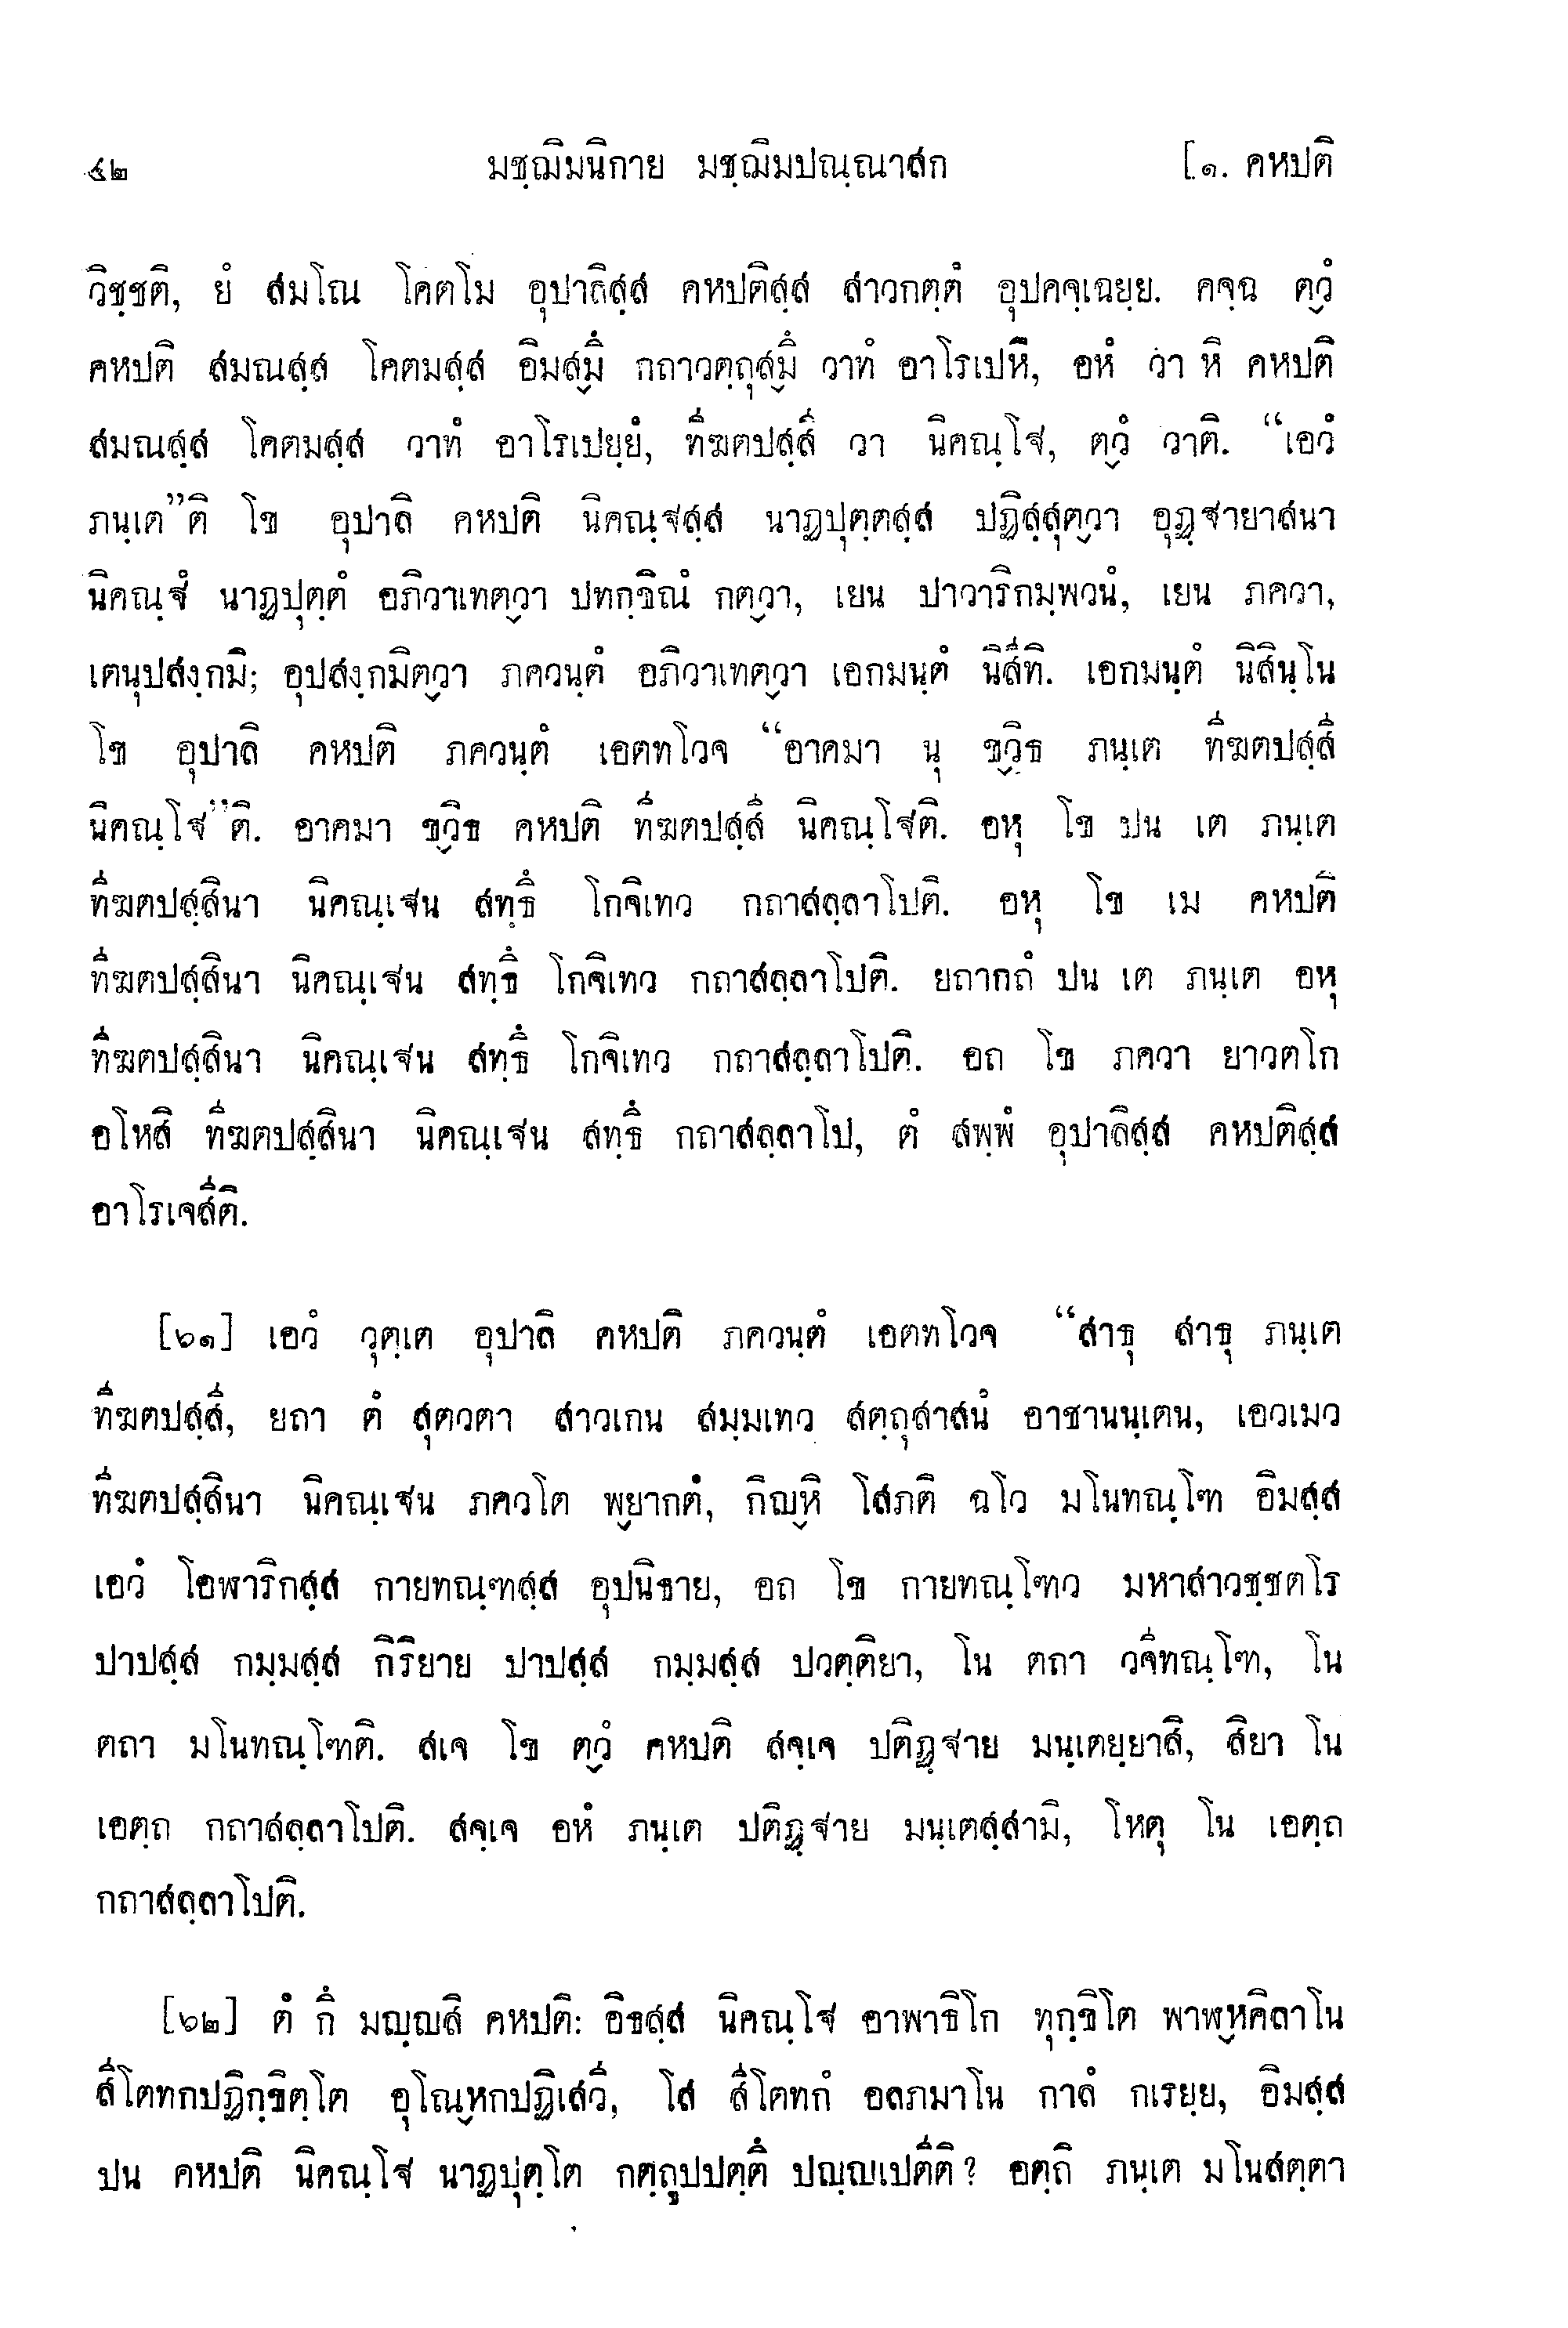 ๕๒ มชฺฌิมนิกาย มชฺฌิมปณฺณาสก [๑. คหปติ
วิชฺชติ, ยํ สมโณ โคตโม อุปาลิสฺส คหปติสฺส สาวกตฺตํ อุปคจฺเฉยฺย. คจฺฉ ตฺวํ
คหปติ สมณสฺส โคตมสฺส อิมสฺมึ กถาวตฺถุสฺมึ วาทํ อาโรเปหิ, อหํ วา หิ คหปติ
สมณสฺส โคตมสฺส วาทํ อาโรเปยฺยํ, ทีฆตปสฺสี วา นิคณฺโฐ, ตฺวํ วาติ. “เอวํ
ภนฺเต”ติ โข อุปาลิ คหปติ นิคณฺฐสฺส นาฏปุตฺตสฺส ปฏิสฺสุตฺวา อุฏฺฐายาสนา
นิคณฺฐํ นาฏปุตฺตํ อภิวาเทตฺวา ปทกฺขิณํ กตฺวา, เยน ปาวาริกมฺพวนํ, เยน ภควา,
เตนุปสงฺกมิ; อุปสงฺกมิตฺวา ภควนฺตํ อภิวาเทตฺวา เอกมนฺตํ นิสีทิ. เอกมนฺตํ นิสินฺโน
โข อุปาลิ คหปติ ภควนฺตํ เอตทโวจ “อาคมา นุ ขฺวิธ ภนฺเต ทีฆตปสฺสี
นิคณฺโฐ”ติ. อาคมา ขฺวิธ คหปติ ทีฆตปสฺสี นิคณฺโฐติ. อหุ โข ปน เต ภนฺเต
ทีฆตปสฺสินา นิคณฺเฐน สทฺธึ โกจิเทว กถาสลฺลาโปติ. อหุ โข เม คหปติ
ทีฆตปสฺสินา นิคณฺเฐน สทฺธึ โกจิเทว กถาสลฺลาโปติ. ยถากถํ ปน เต ภนฺเต อหุ
ทีฆตปสฺสินา นิคณฺเฐน สทฺธึ โกจิเทว กถาสลฺลาโปติ. อถ โข ภควา ยาวตโก
อโหสิ ทีฆตปสฺสินา นิคณฺเฐน สทฺธึ กถาสลฺลาโป, ตํ สพฺพํ อุปาลิสฺส คหปติสฺส
อาโรเจสีติ.
[๖๑] เอวํ วุตฺเต อุปาลิ คหปติ ภควนฺตํ เอตทโวจ “สาธุ สาธุ ภนฺเต
ทีฆตปสฺสี, ยถา ตํ สุตวตา สาวเกน สมฺมเทว สตฺถุสาสนํ อาชานนฺเตน, เอวเมว
ทีฆตปสฺสินา นิคณฺเฐน ภควโต พฺยากตํ, กิญฺหิ โสภติ ฉโว มโนทณฺโฑ อิมสฺส
เอวํ โอฬาริกสฺส กายทณฺฑสฺส อุปนิธาย, อถ โข กายทณฺโฑว มหาสาวชฺชตโร
ปาปสฺส กมฺมสฺส กิริยาย ปาปสฺส กมฺมสฺส ปวตฺติยา, โน ตถา วจีทณฺโฑ, โน
ตถา มโนทณฺโฑติ. สเจ โข ตฺวํ คหปติ สจฺเจ ปติฏฺฐาย มนฺเตยฺยาสิ, สิยา โน
เอตฺถ กถาสลฺลาโปติ. สจฺเจ อหํ ภนฺเต ปติฏฺฐาย มนฺเตสฺสามิ, โหตุ โน เอตฺถ
กถาสลฺลาโปติ.
[๖๒] ตํ กึ มญฺญสิ คหปติ: อิธสฺส นิคณฺโฐ อาพาธิโก ทุกฺขิโต พาฬฺหคิลาโน
สีโตทกปฏิกฺขิตฺโต อุโณฺหกปฏิเสวี, โส สีโตทกํ อลภมาโน กาลํ กเรยฺย, อิมสฺส
ปน คหปติ นิคณฺโฐ นาฏปุตฺโต กตฺถูปปตฺตึ ปญฺญเปตีติ? อตฺถิ ภนฺเต มโนสตฺตา